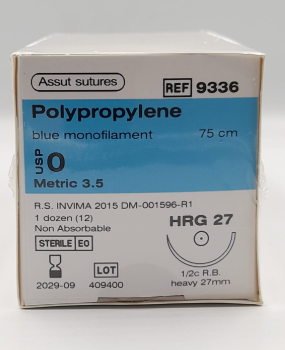 Assut sutures
REF 9336
Polypropylene
blue monofilament 75 cm
USP 0
Metric 3.5
R.S. INVIMA 2015 DM-001596-R1
1 dozen (12)
Non Absorbable
HRG 27
STERILE EO
1/2c R.B.
heavy 27mm
LOT
2029-09 409400